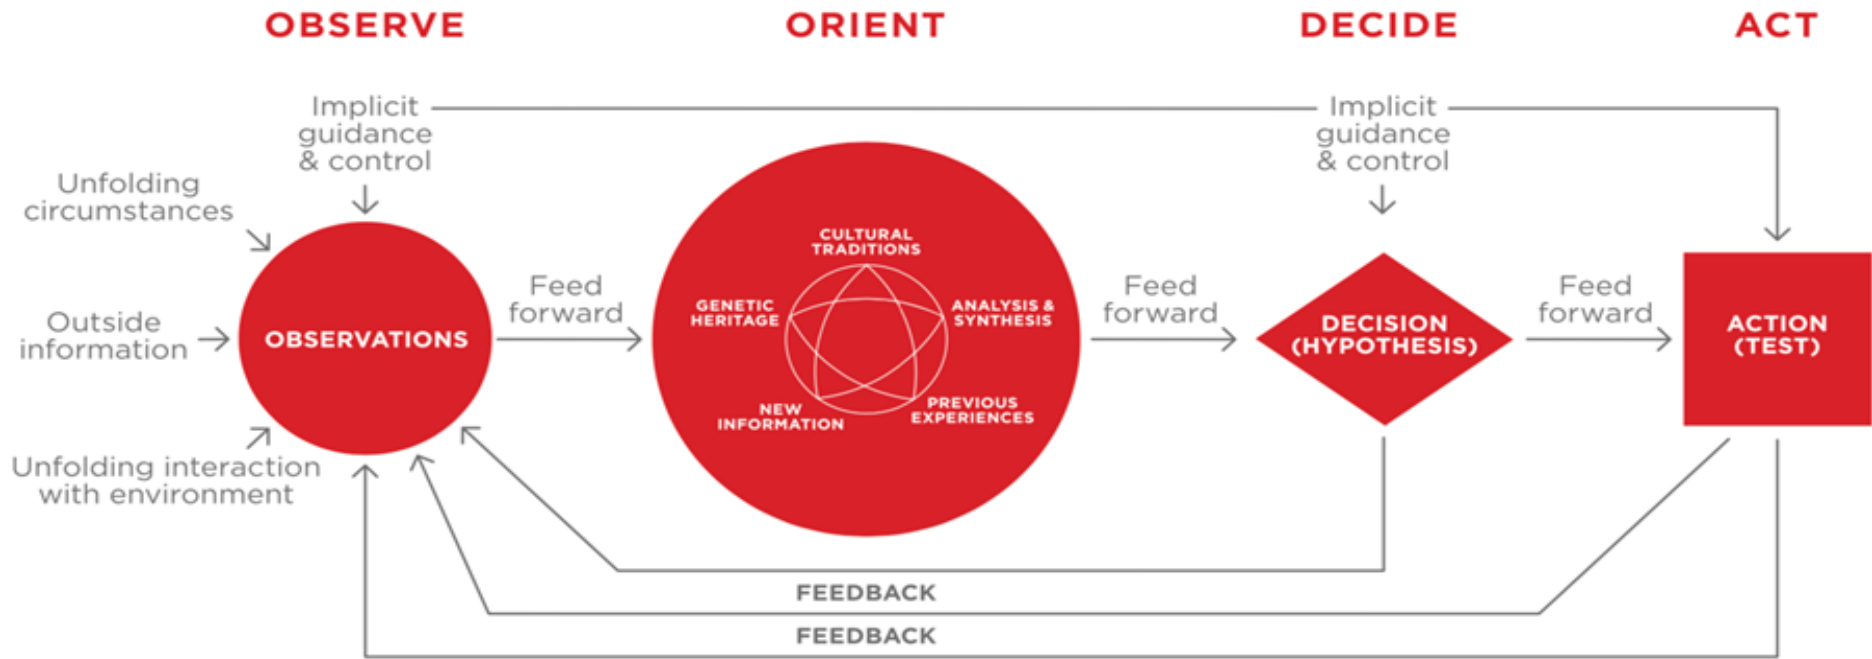 OBSERVE
ORIENT
DECIDE
ACT
Implicit
guidance
& control
Implicit
guidance
& control
Unfolding
circumstances
Outside
information
Unfolding interaction
with environment
OBSERVATIONS
Feed
forward
CULTURAL
TRADITIONS
GENETIC
HERITAGE
ANALYSIS &
SYNTHESIS
NEW
INFORMATION
PREVIOUS
EXPERIENCES
Feed
forward
DECISION
(HYPOTHESIS)
Feed
forward
ACTION
(TEST)
FEEDBACK
FEEDBACK